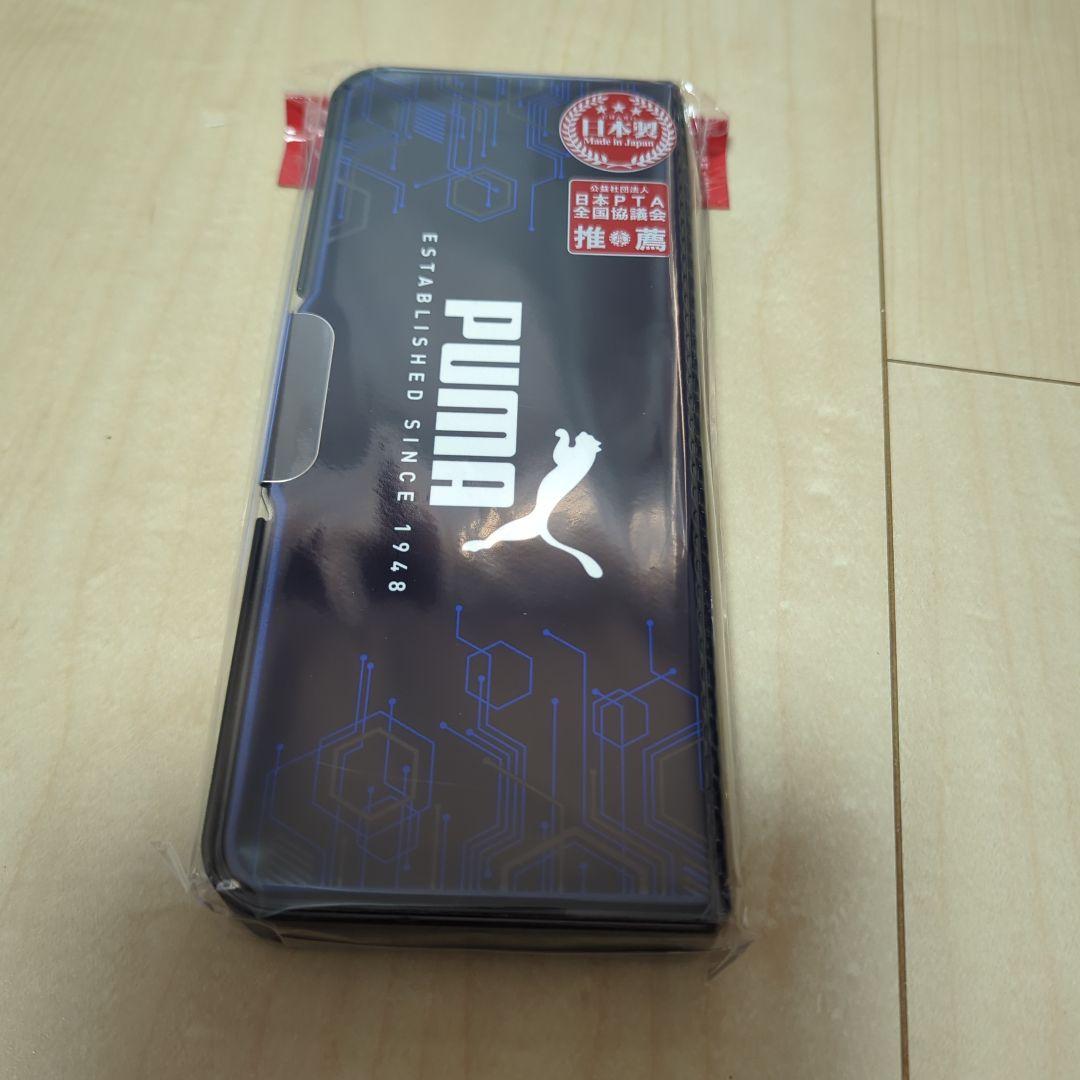 日本製
Made in Japan
公益社団法人
日本PTA
全国協議会
推薦
PUMA
ESTABLISHED SINCE 1948